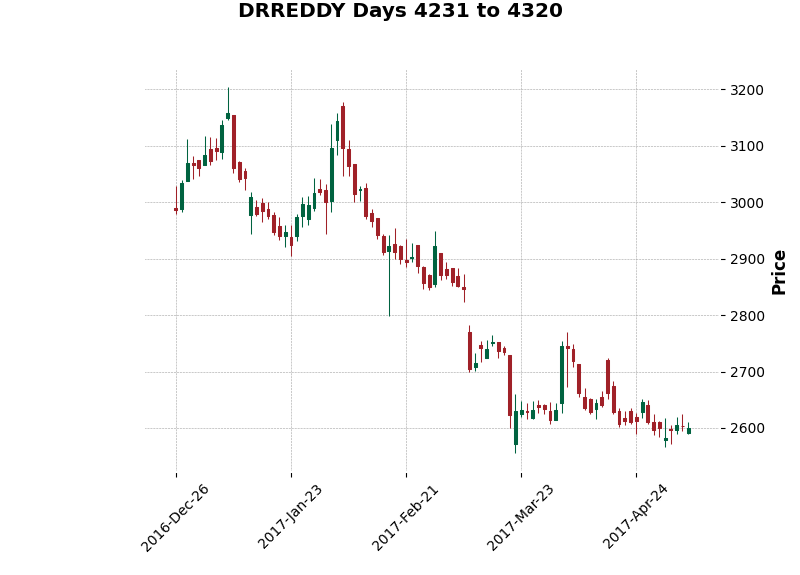 DRREDDY Days 4231 to 4320
3200
3100
3000
2900
2800
2700
2600
Price
2016-Dec-26
2017-Jan-23
2017-Feb-21
2017-Mar-23
2017-Apr-24